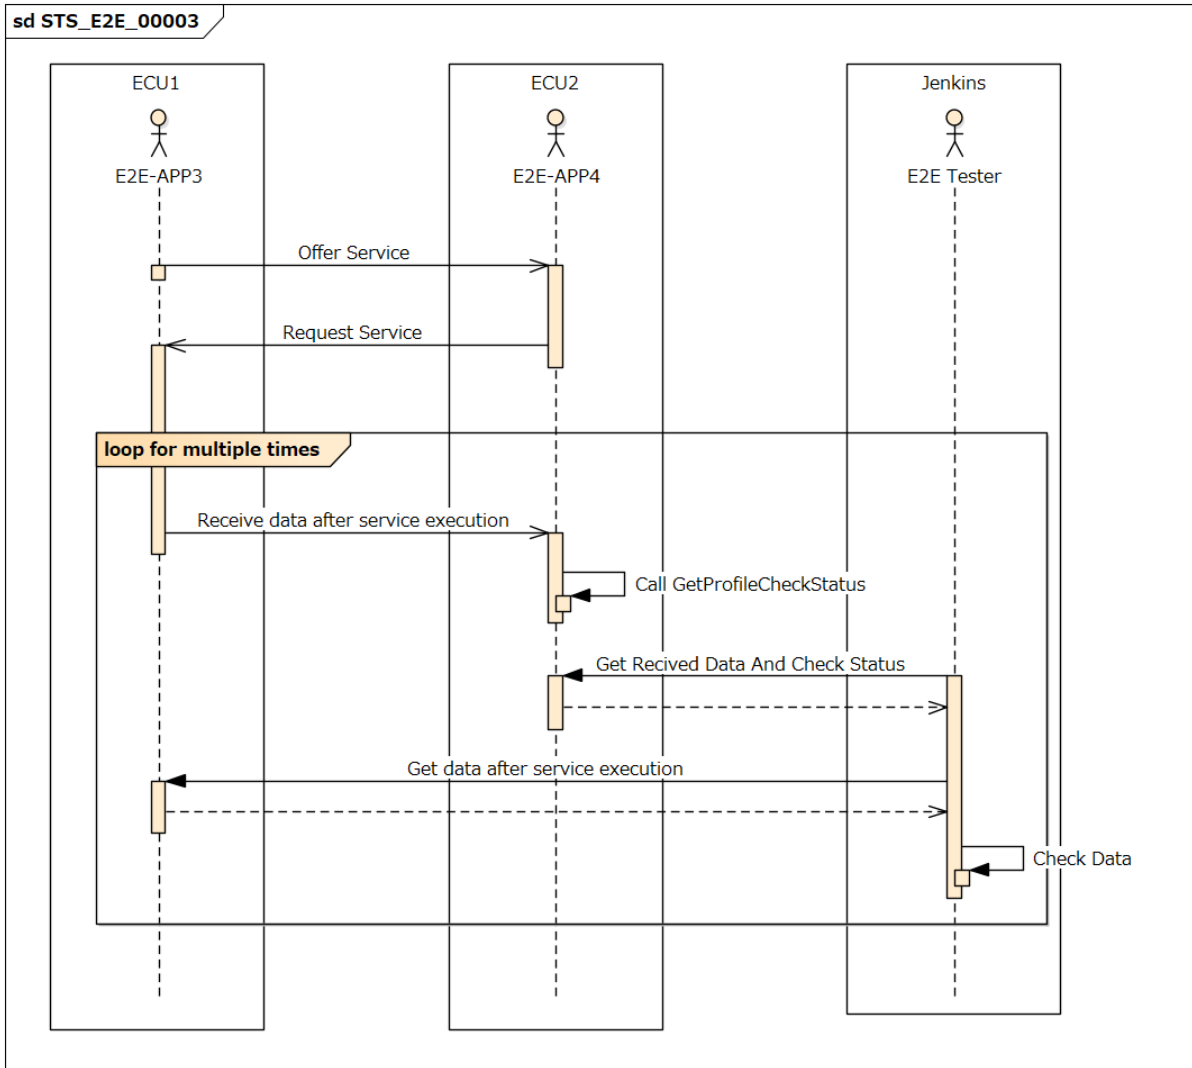 sd STS_E2E_00003
ECU1
ECU2
Jenkins
E2E-APP3
E2E-APP4
E2E Tester
Offer Service
Request Service
loop for multiple times
Receive data after service execution
Call GetProfileCheckStatus
Get Recived Data And Check Status
Get data after service execution
Check Data